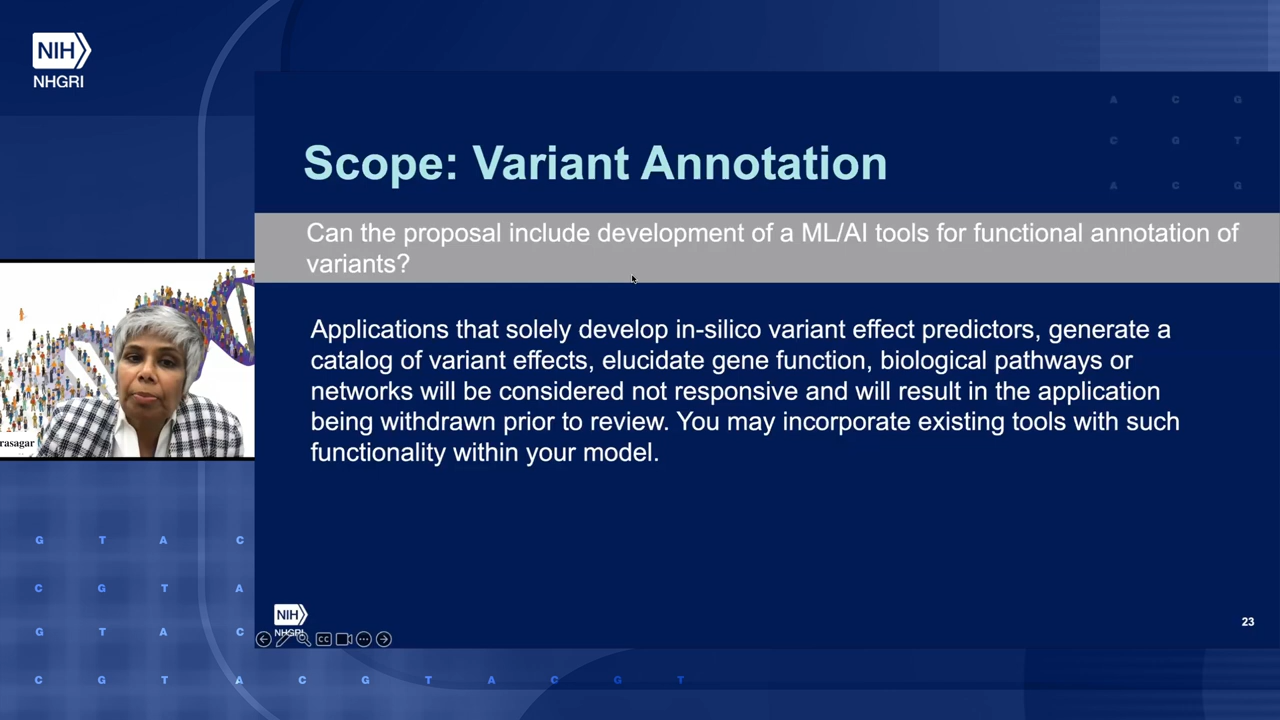 NIH
NHGRI
A C G
C G T
A C G
Scope: Variant Annotation
Can the proposal include development of a ML/AI tools for functional annotation of
variants?
Applications that solely develop in-silico variant effect predictors, generate a
catalog of variant effects, elucidate gene function, biological pathways or
networks will be considered not responsive and will result in the application
being withdrawn prior to review. You may incorporate existing tools with such
functionality within your model.
rasagar
G T A C
C G T A
G T A C
C G T A C G T A C G T
NIH
NHGRI
CC
23